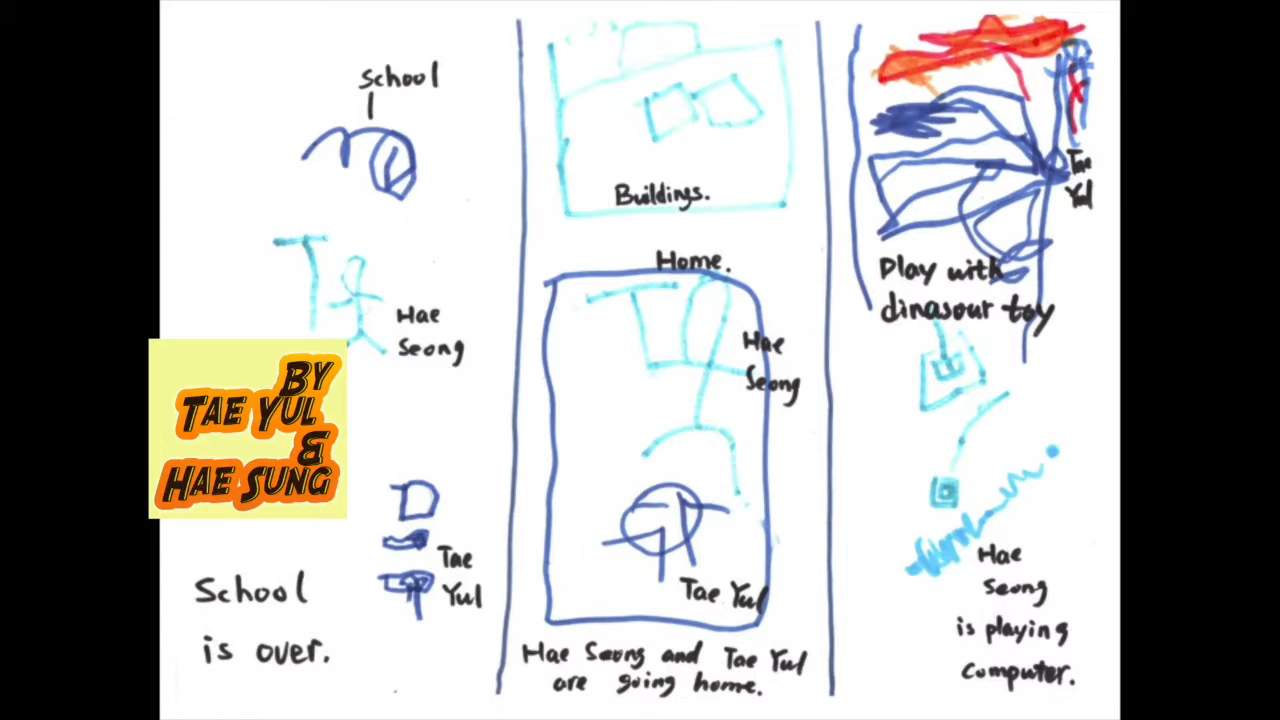 School
Hae
Seong
BY
TAE YUL
&
HAE SUNG
Tae
Yul
School
is over.
Buildings.
Home.
Hae
Seong
Tae Yul
Hae Seong and Tae Yul
are going home.
Tae
Yul
Play with
dinasour toy
Hae
Seong
is playing
Computer.